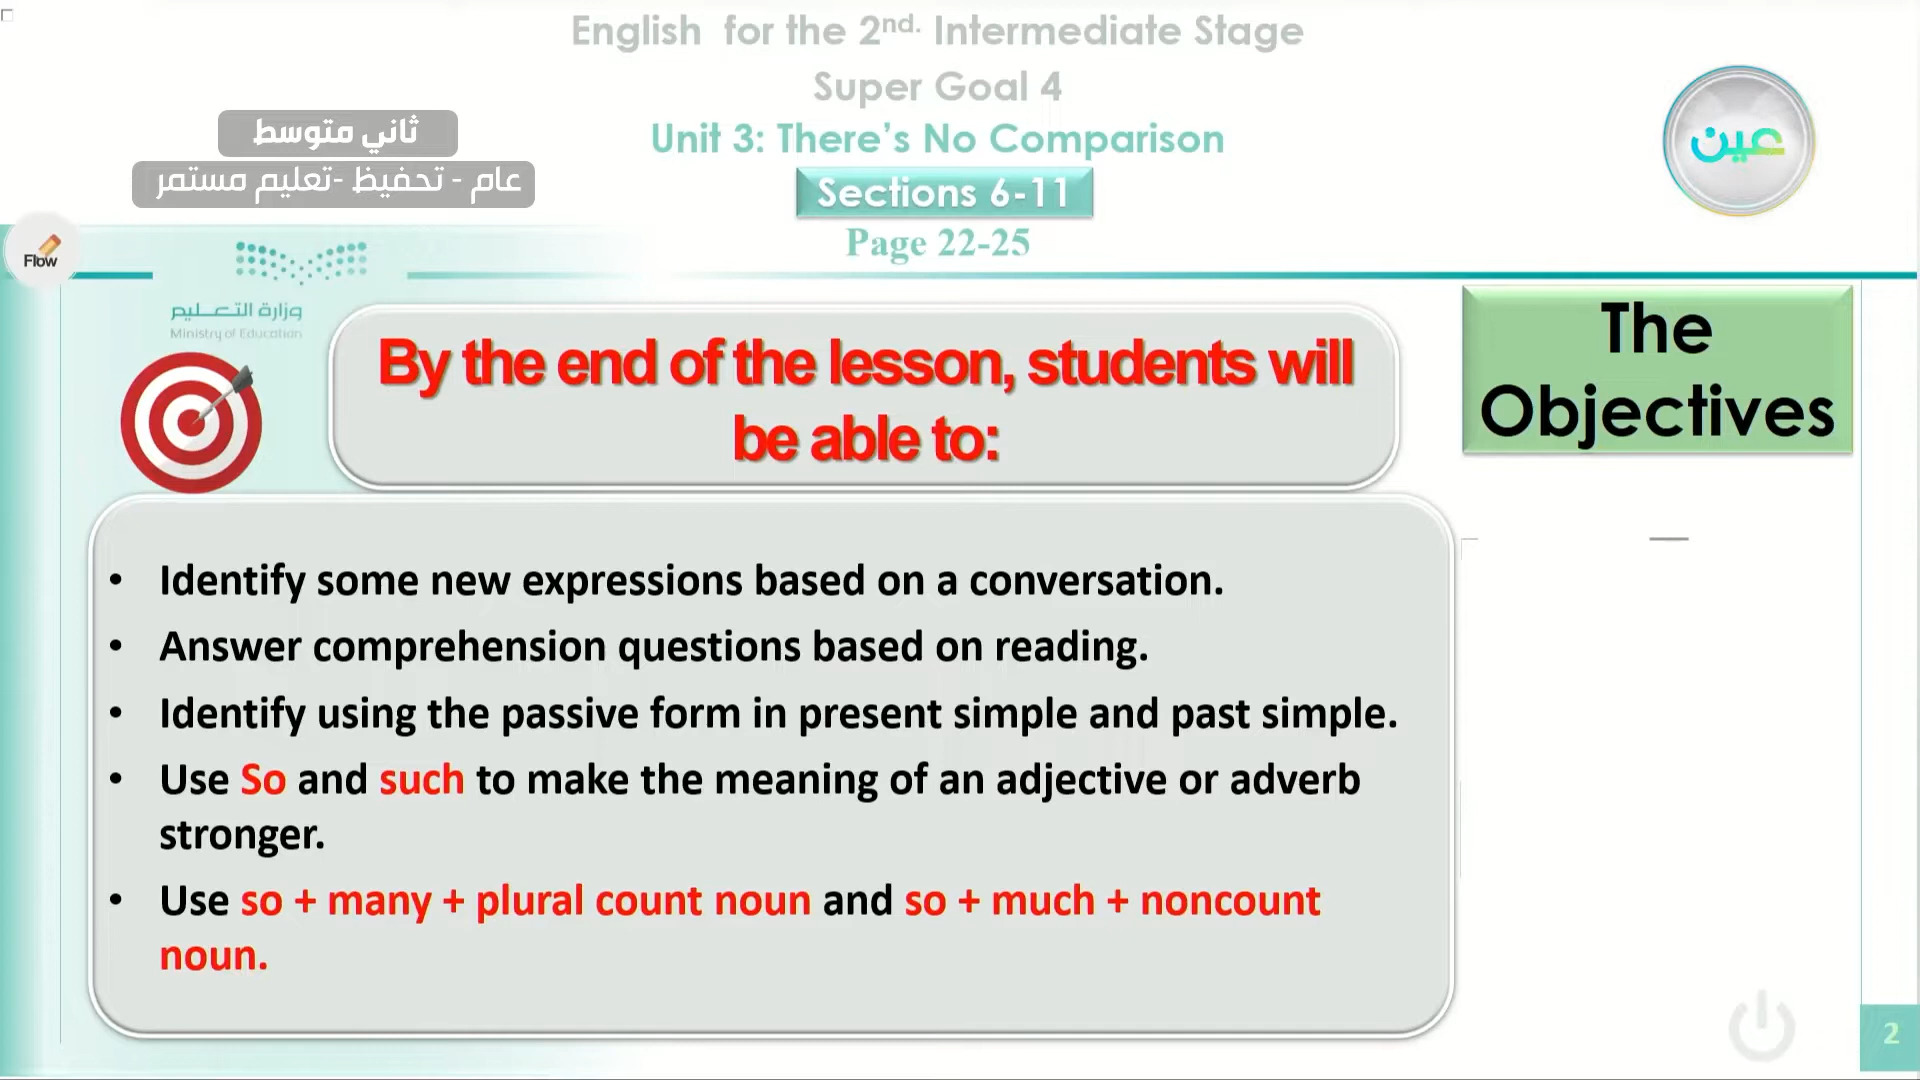 English for the 2nd. Intermediate Stage
Super Goal 4
Unit 3: There's No Comparison
Sections 6-11
Page 22-25
ثاني متوسط
عام - تحفيظ -تعليم مستمر
عين
Flow
وزارة التعليم
Ministry of Education
The
Objectives
By the end of the lesson, students will
be able to:
• Identify some new expressions based on a conversation.
• Answer comprehension questions based on reading.
• Identify using the passive form in present simple and past simple.
• Use So and such to make the meaning of an adjective or adverb
stronger.
• Use so + many + plural count noun and so + much + noncount
noun.
2